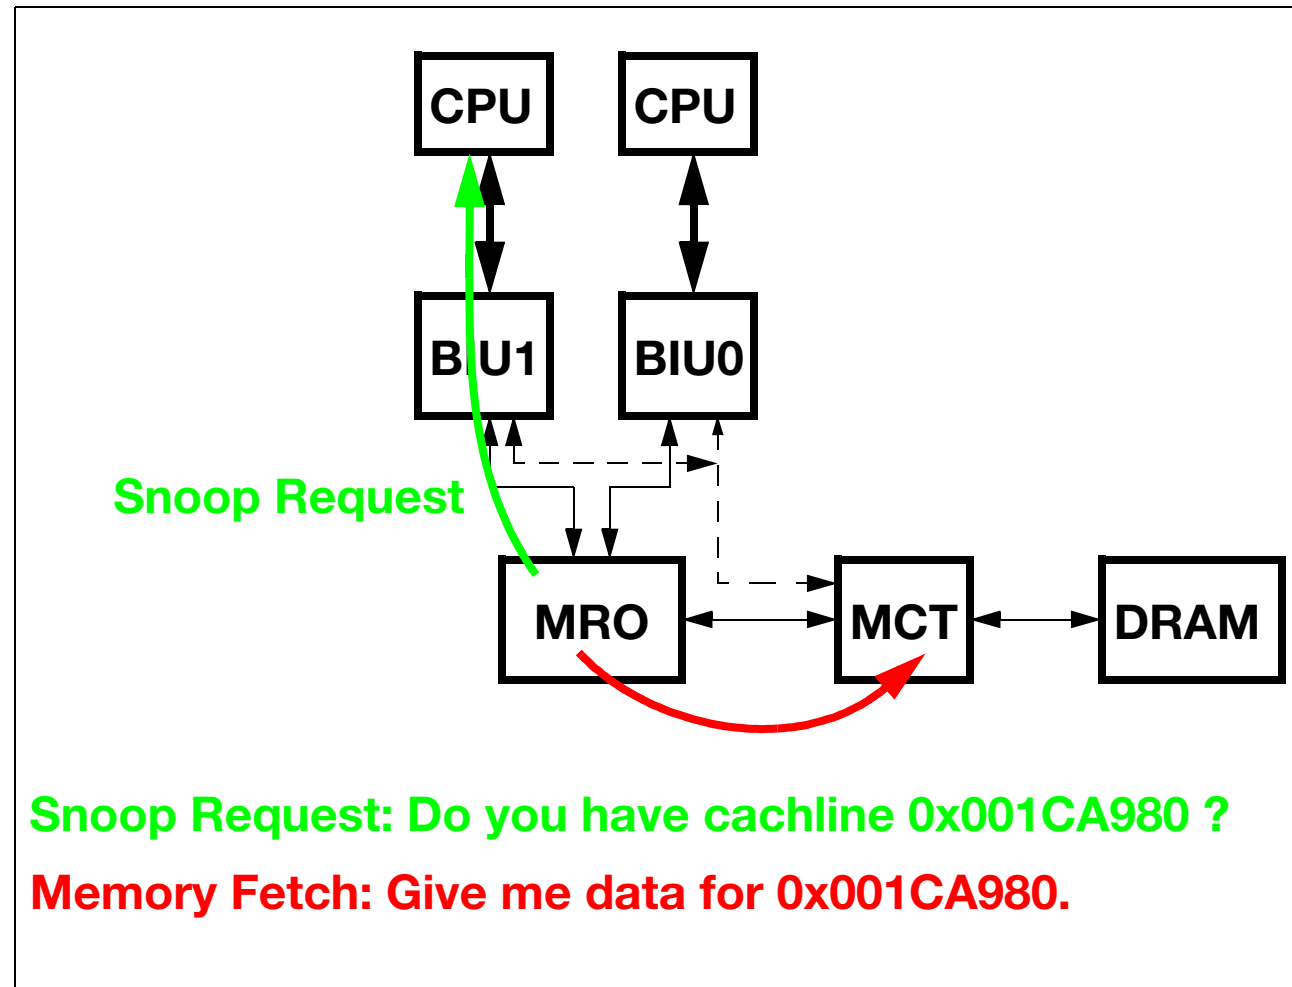 CPU CPU
BIU1 BIU0
Snoop Request
MRO MCT DRAM
Snoop Request: Do you have cachline 0x001CA980 ?
Memory Fetch: Give me data for 0x001CA980.